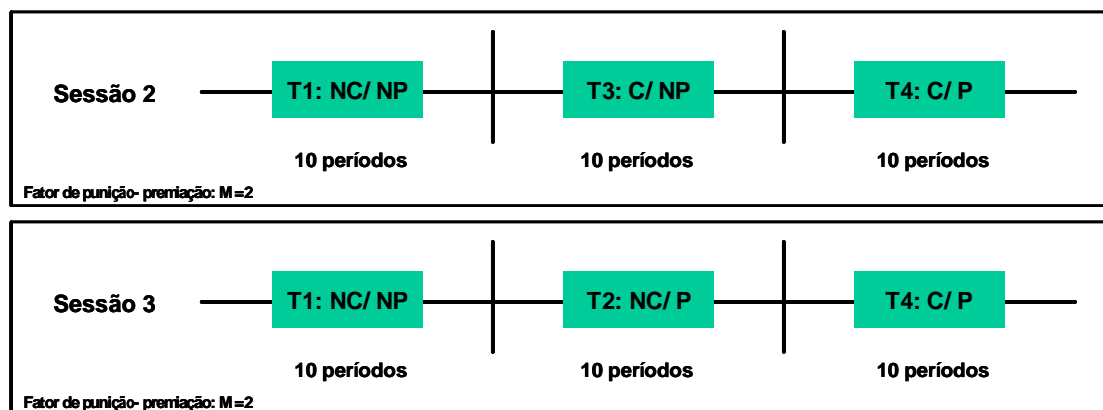 Sessão 2
T1: NC/ NP
T3: C/ NP
T4: C/ P
10 períodos
10 períodos
10 períodos
Fator de punição- premiação: M=2
Sessão 3
T1: NC/ NP
T2: NC/ P
T4: C/ P
10 períodos
10 períodos
10 períodos
Fator de punição- premiação: M=2